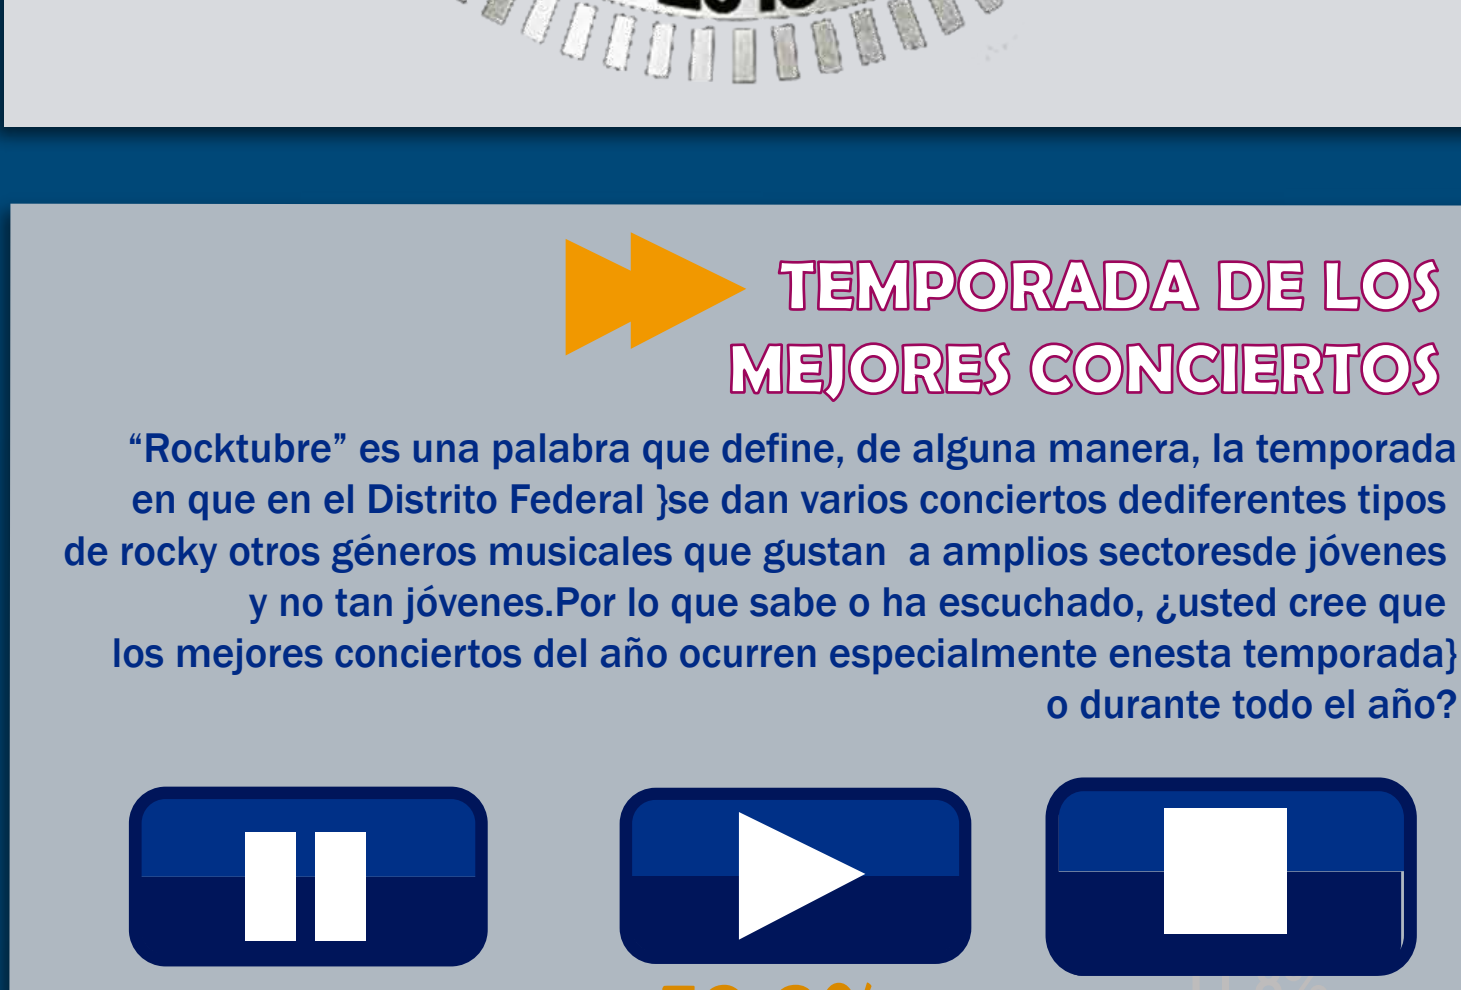 TEMPORADA DE LOS
MEJORES CONCIERTOS
“Rocktubre” es una palabra que define, de alguna manera, la temporada
en que en el Distrito Federal }se dan varios conciertos dediferentes tipos
de rocky otros géneros musicales que gustan  a amplios sectoresde jóvenes
y no tan jóvenes.Por lo que sabe o ha escuchado, ¿usted cree que
los mejores conciertos del año ocurren especialmente enesta temporada}
o durante todo el año?